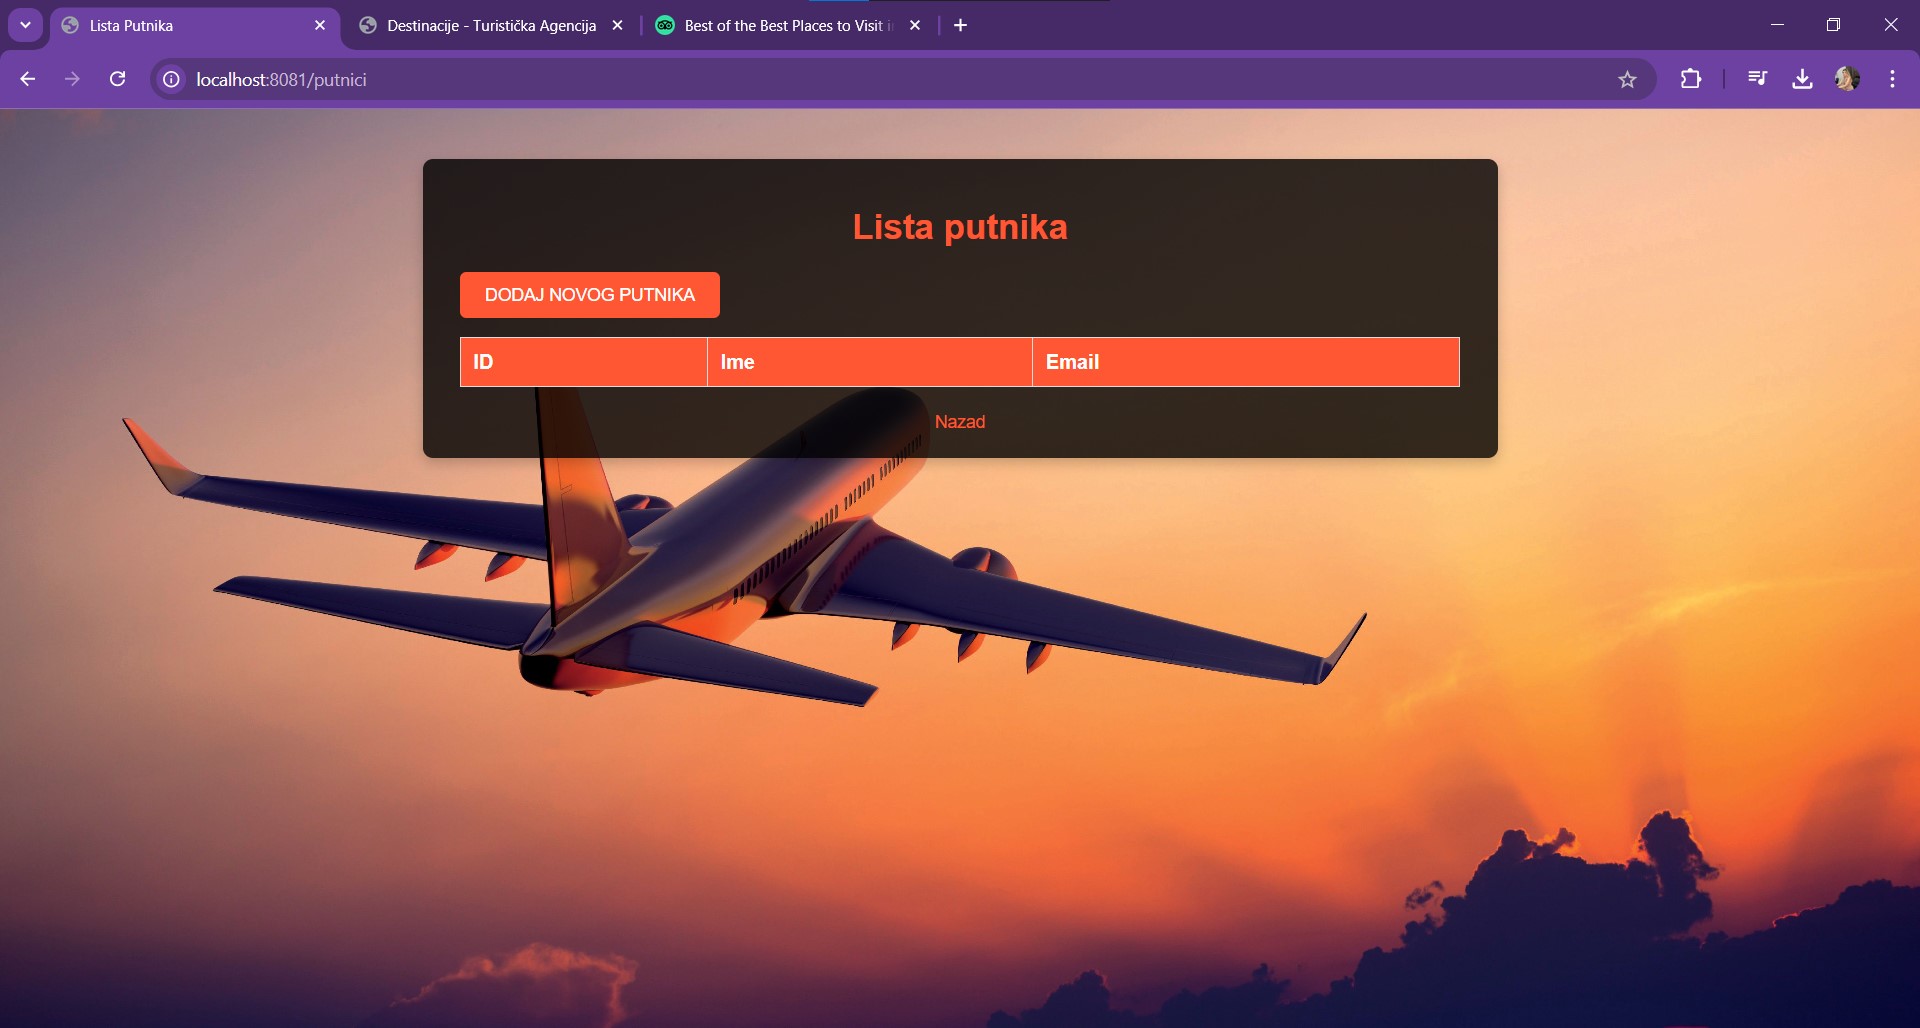 Lista Putnika
Destinacije - Turistička Agencija
Best of the Best Places to Visit i
localhost:8081/putnici
Lista putnika
DODAJ NOVOG PUTNIKA
ID Ime Email
Nazad